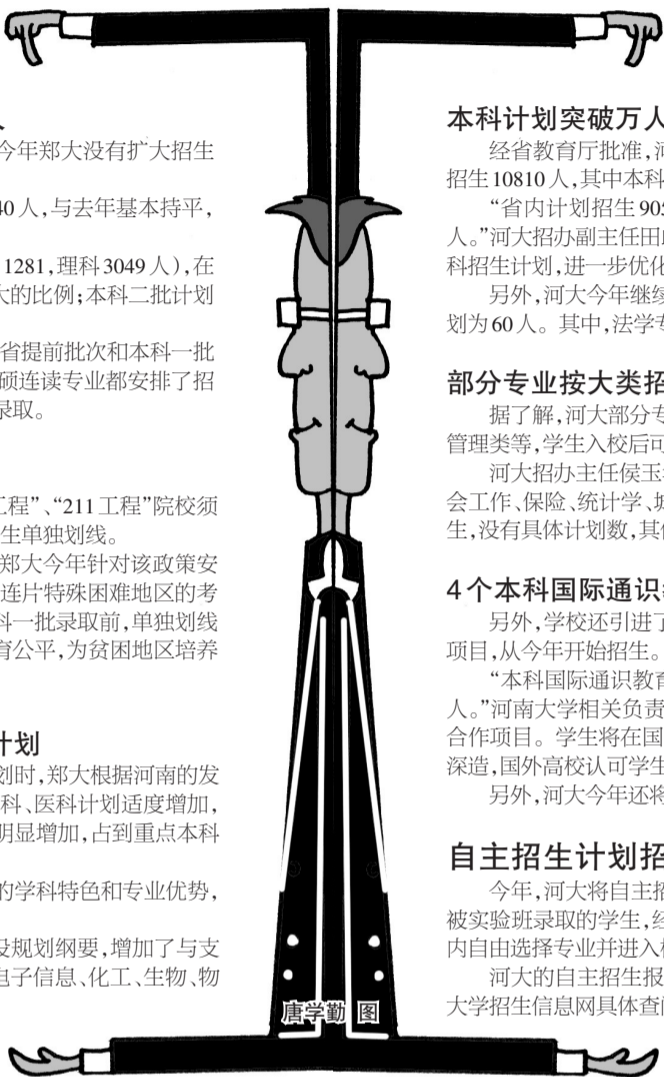 人
今年郑大没有扩大招生
40人,与去年基本持平,
1281,理科3049人),在
大的比例;本科二批计划
省提前批次和本科一批
硕连读专业都安排了招
录取。
工程”、“211工程”院校须
生单独划线。
郑大今年针对该政策安
连片特殊困难地区的考
科一批录取前,单独划线
育公平,为贫困地区培养
计划
划时,郑大根据河南的发
科、医科计划适度增加,
明显增加,占到重点本科
的学科特色和专业优势,
设规划纲要,增加了与支
电子信息、化工、生物、物
唐学勤 图
本科计划突破万人
经省教育厅批准,河
招生10810人,其中本科
“省内计划招生905
人。”河大招办副主任田
科招生计划,进一步优化
另外,河大今年继续
划为60人。其中,法学专
部分专业按大类招
据了解,河大部分专
管理类等,学生入校后可
河大招办主任侯玉
会工作、保险、统计学、城
生,没有具体计划数,其他
4个本科国际通识教
另外,学校还引进了
项目,从今年开始招生。
“本科国际通识教育
人。”河南大学相关负责
合作项目。学生将在国
深造,国外高校认可学生
另外,河大今年还将
自主招生计划招
今年,河大将自主招
被实验班录取的学生,经
内自由选择专业并进入
河大的自主招生报
大学招生信息网具体查